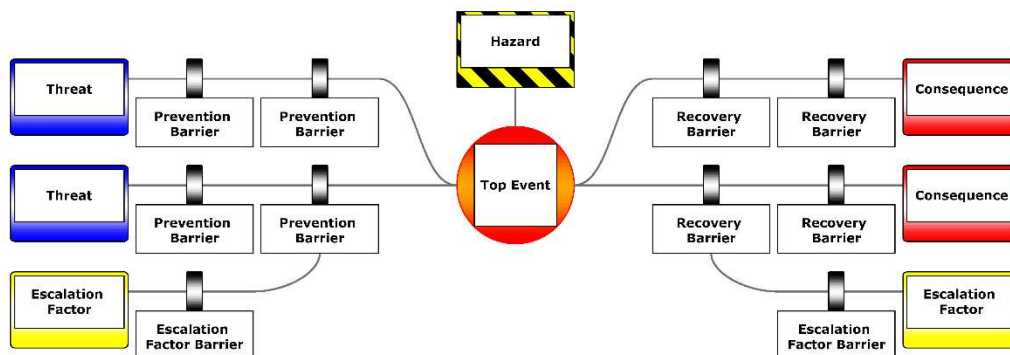 Hazard
Threat
Prevention
Barrier
Prevention
Barrier
Recovery
Barrier
Recovery
Barrier
Consequence
Top Event
Threat
Prevention
Barrier
Prevention
Barrier
Recovery
Barrier
Recovery
Barrier
Consequence
Escalation
Factor
Escalation
Factor Barrier
Escalation
Factor Barrier
Escalation
Factor